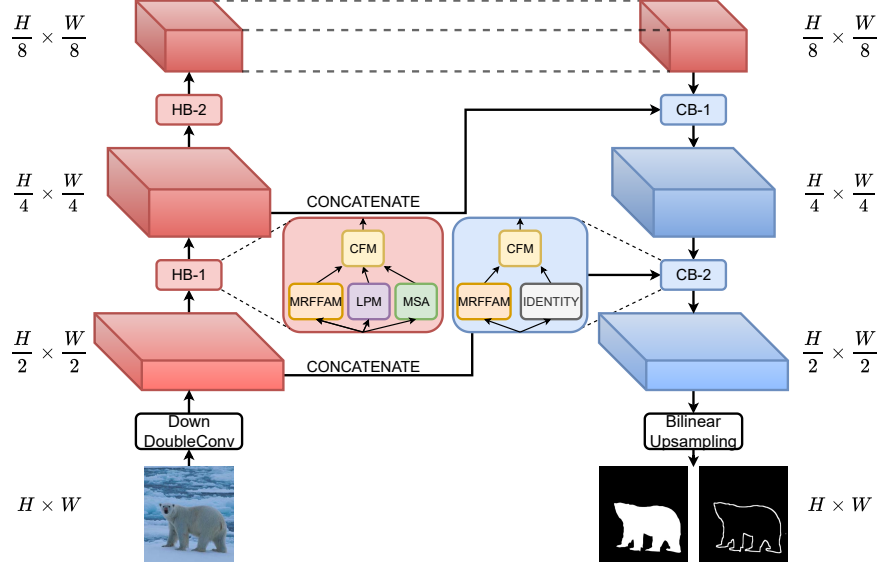 H/8 × W/8
H/8 × W/8
HB-2
CB-1
H/4 × W/4
H/4 × W/4
CONCATENATE
CFM
CFM
HB-1
CB-2
MRFFAM
LPM
MSA
MRFFAM
IDENTITY
H/2 × W/2
H/2 × W/2
CONCATENATE
Down
DoubleConv
Bilinear
Upsampling
H × W
H × W